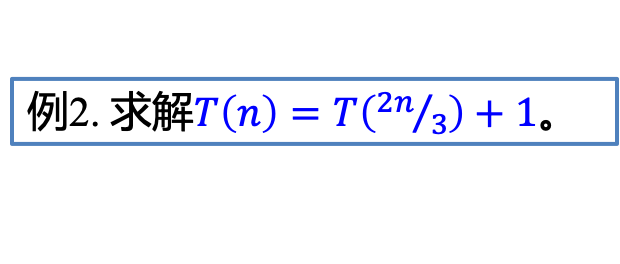 例2. 求解T(n) = T(2n/3) + 1。